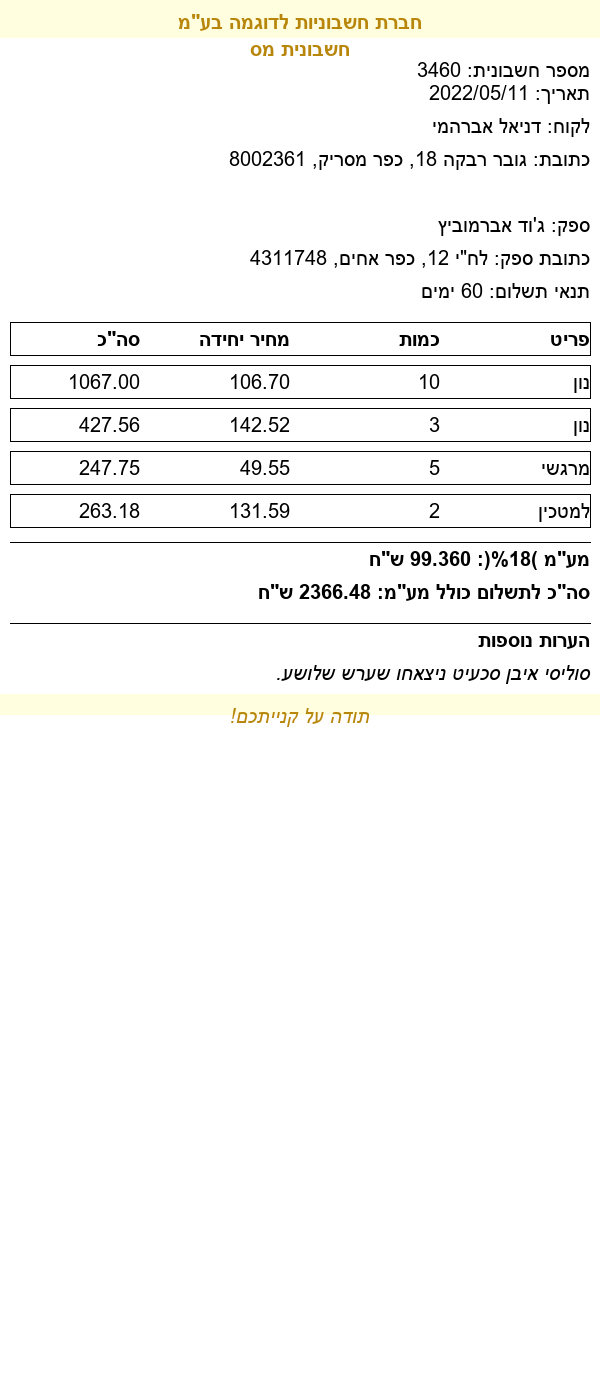 חברת חשבוניות לדוגמה בע"מ
חשבונית מס
מספר חשבונית: 3460
תאריך: 2022/05/11
לקוח: דניאל אברהמי
כתובת: גובר רבקה 18, כפר מסריק, 8002361
ספק: ג'וד אברמוביץ
כתובת ספק: לח"י 12, כפר אחים, 4311748
תנאי תשלום: 60 ימים
פריט כמות מחיר יחידה סה"כ
נון 10 106.70 1067.00
נון 3 142.52 427.56
מרגשי 5 49.55 247.75
למטכין 2 131.59 263.18
מע"מ )18%(: 99.360 ש"ח
סה"כ לתשלום כולל מע"מ: 2366.48 ש"ח
הערות נוספות
סוליסי איבן סכעיט ניצאחו שערש שלושע.
תודה על קנייתכם!